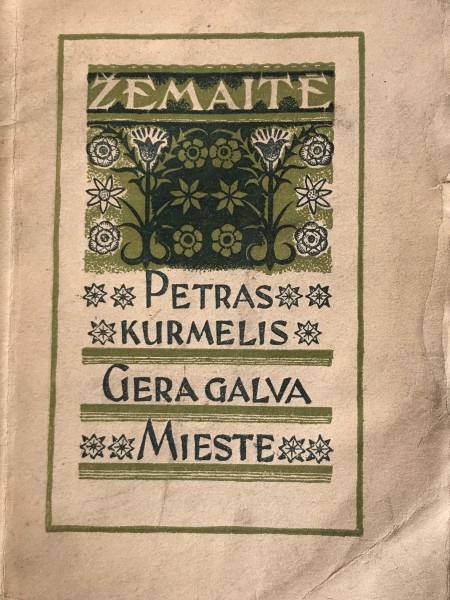 ŽEMAITĖ
PETRAS
KURMELIS
GERA GALVA
MIESTE